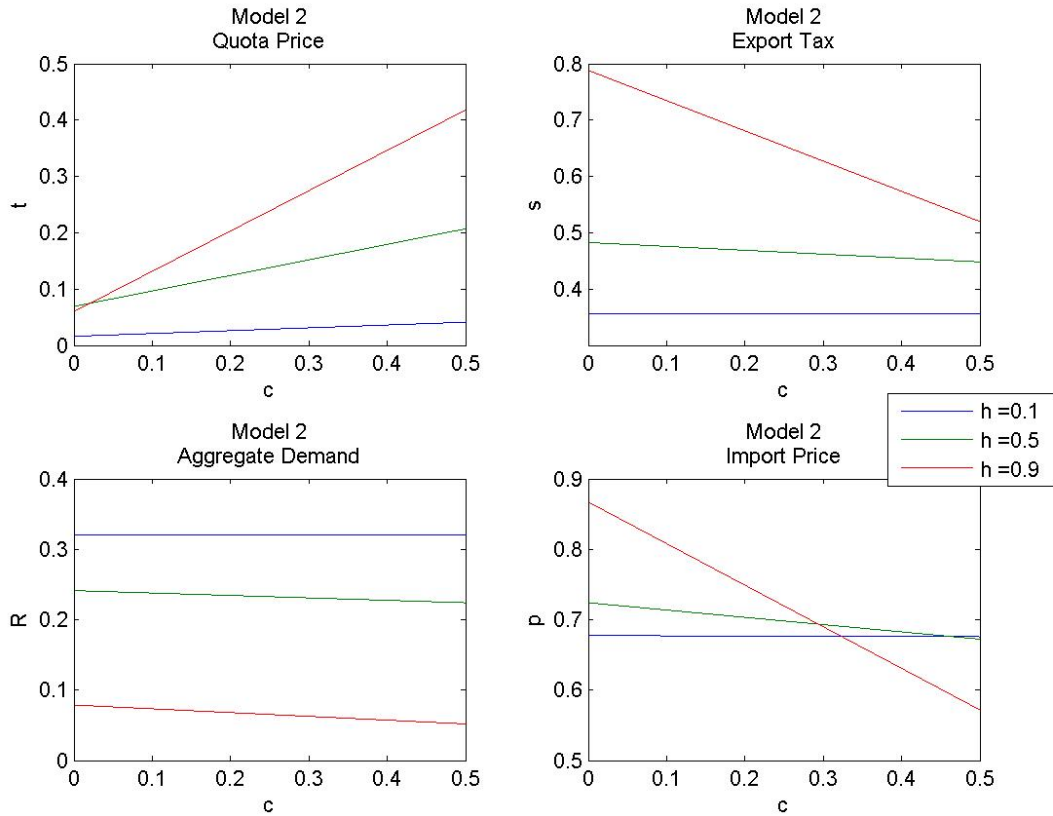 Model 2
Quota Price
0.5
0.4
0.3
0.2
0.1
0
t
0 0.1 0.2 0.3 0.4 0.5
c
Model 2
Export Tax
0.8
0.7
0.6
0.5
0.4
s
0 0.1 0.2 0.3 0.4 0.5
c
Model 2
Aggregate Demand
0.4
0.3
0.2
0.1
0
R
0 0.1 0.2 0.3 0.4 0.5
c
Model 2
Import Price
0.9
0.8
0.7
0.6
0.5
p
0 0.1 0.2 0.3 0.4 0.5
c
h =0.1
h =0.5
h =0.9